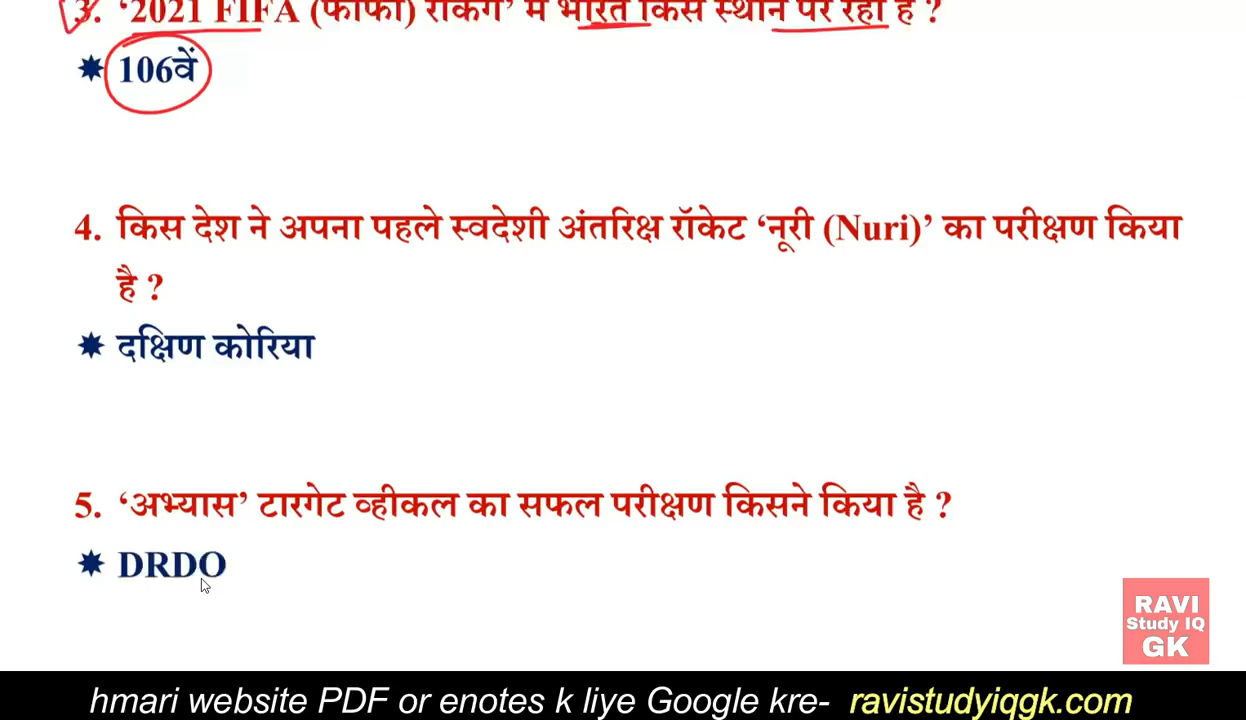 3. ‘2021 FIFA (फीफा) रैंकिंग’ में भारत किस स्थान पर रहा है ?
106वें
4. किस देश ने अपना पहले स्वदेशी अंतरिक्ष रॉकेट ‘नूरी (Nuri)’ का परीक्षण किया
है ?
दक्षिण कोरिया
5. ‘अभ्यास’ टारगेट व्हीकल का सफल परीक्षण किसने किया है ?
DRDO
RAVI
Study IQ
GK
hmari website PDF or enotes k liye Google kre- ravistudyiqgk.com